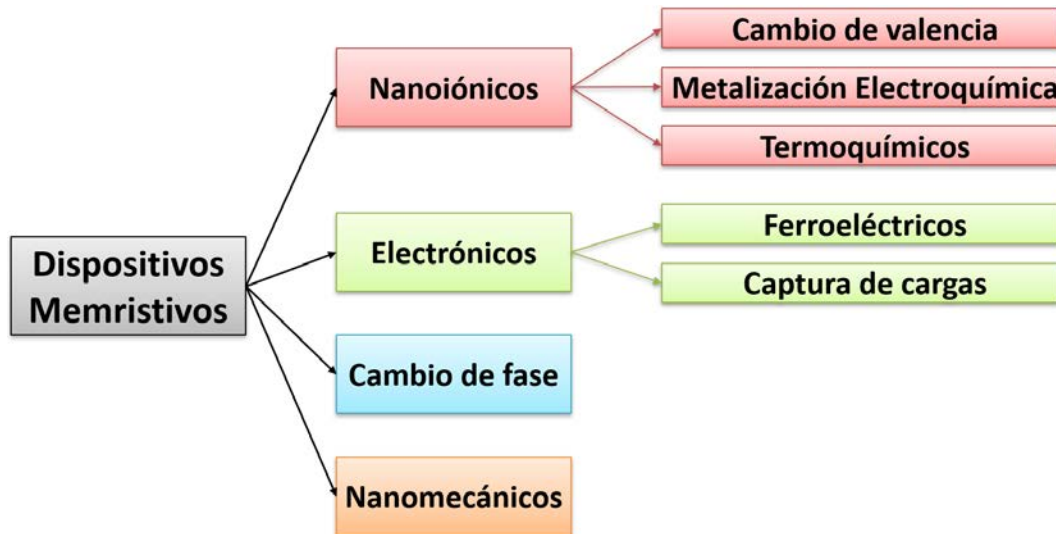 Dispositivos
Memristivos
Nanoiónicos
Cambio de valencia
Metalización Electroquímica
Termoquímicos
Electrónicos
Ferroeléctricos
Captura de cargas
Cambio de fase
Nanomecánicos